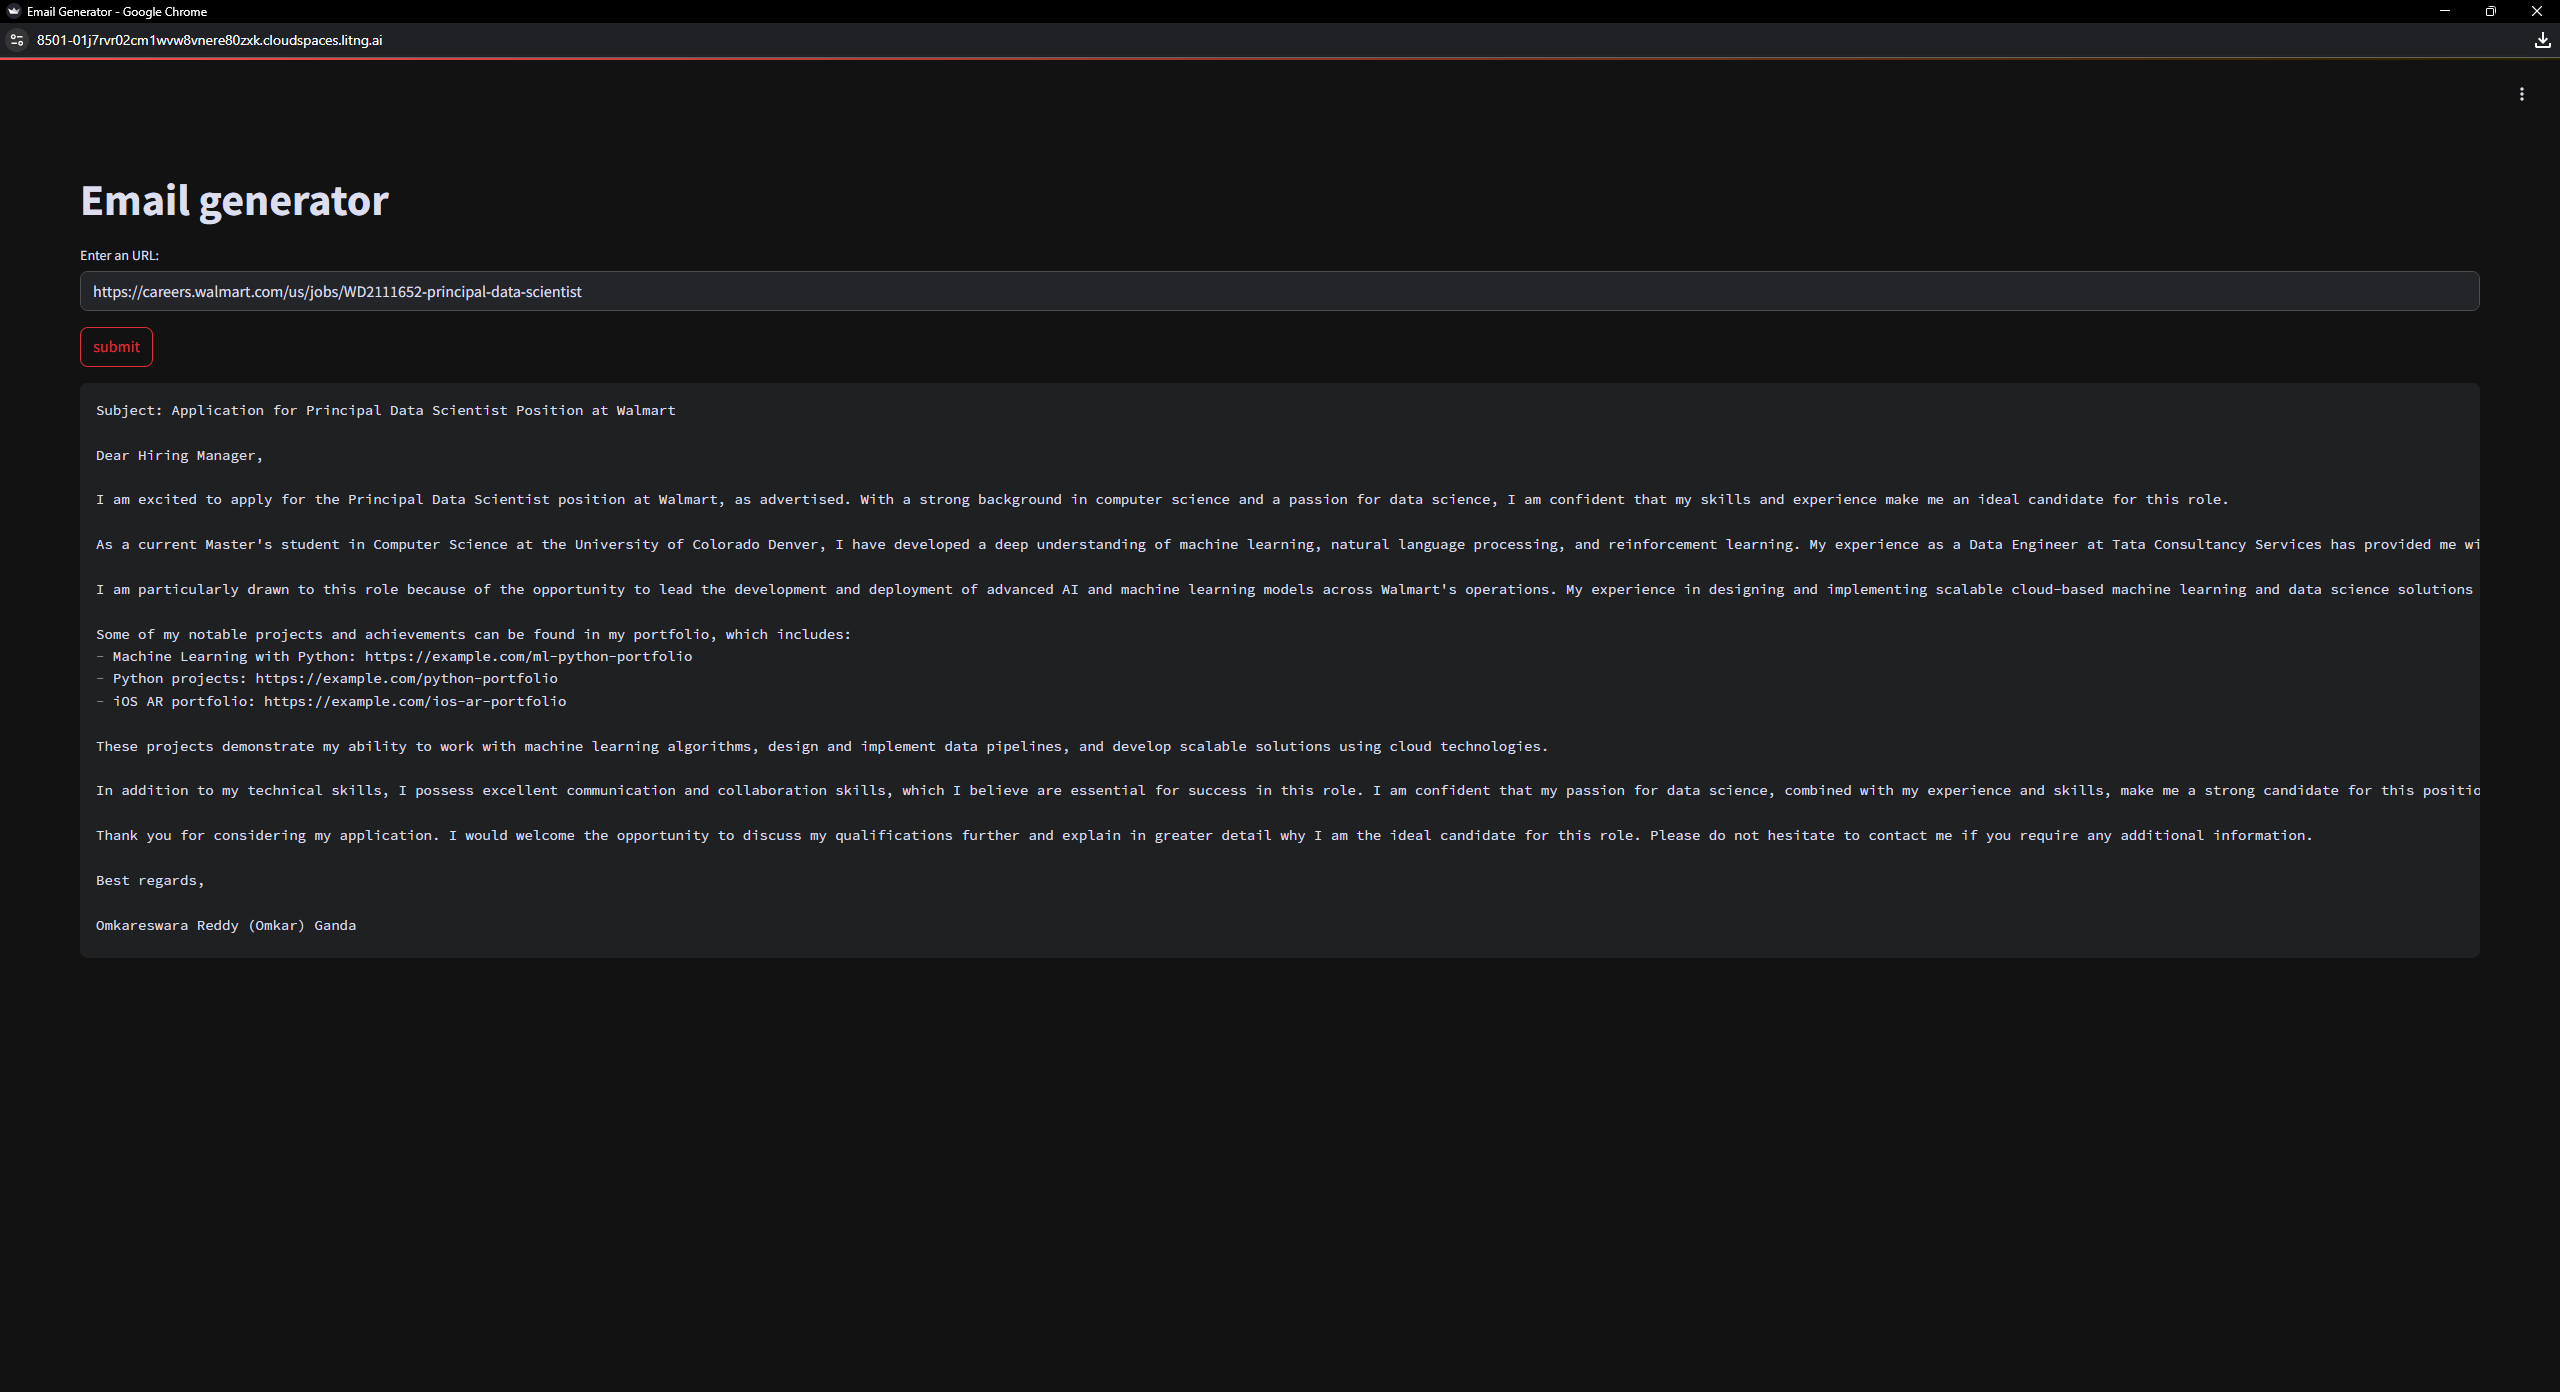 Email Generator - Google Chrome
8501-01j7rvr02cm1wvw8vnere80zxk.cloudspaces.litng.ai
Email generator
Enter an URL:
https://careers.walmart.com/us/jobs/WD2111652-principal-data-scientist
submit
Subject: Application for Principal Data Scientist Position at Walmart
Dear Hiring Manager,
I am excited to apply for the Principal Data Scientist position at Walmart, as advertised. With a strong background in computer science and a passion for data science, I am confident that my skills and experience make me an ideal candidate for this role.
As a current Master's student in Computer Science at the University of Colorado Denver, I have developed a deep understanding of machine learning, natural language processing, and reinforcement learning. My experience as a Data Engineer at Tata Consultancy Services has provided me wi
I am particularly drawn to this role because of the opportunity to lead the development and deployment of advanced AI and machine learning models across Walmart's operations. My experience in designing and implementing scalable cloud-based machine learning and data science solutions
Some of my notable projects and achievements can be found in my portfolio, which includes:
- Machine Learning with Python: https://example.com/ml-python-portfolio
- Python projects: https://example.com/python-portfolio
- iOS AR portfolio: https://example.com/ios-ar-portfolio
These projects demonstrate my ability to work with machine learning algorithms, design and implement data pipelines, and develop scalable solutions using cloud technologies.
In addition to my technical skills, I possess excellent communication and collaboration skills, which I believe are essential for success in this role. I am confident that my passion for data science, combined with my experience and skills, make me a strong candidate for this positio
Thank you for considering my application. I would welcome the opportunity to discuss my qualifications further and explain in greater detail why I am the ideal candidate for this role. Please do not hesitate to contact me if you require any additional information.
Best regards,
Omkareswara Reddy (Omkar) Ganda